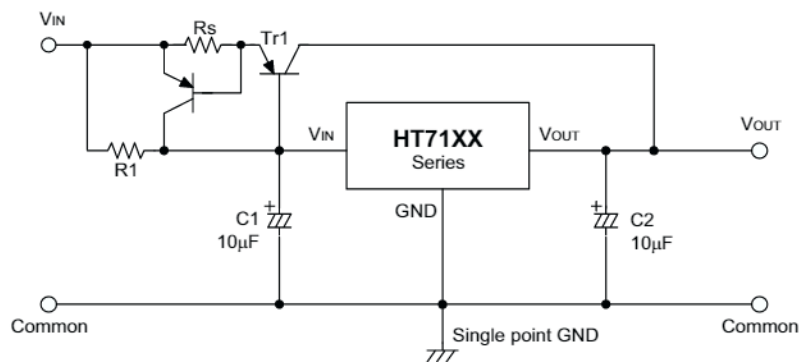 VIN
Rs
Tr1
R1
VIN
HT71XX
Series
VOUT
VOUT
GND
C1
10μF
C2
10μF
Common
Single point GND
Common